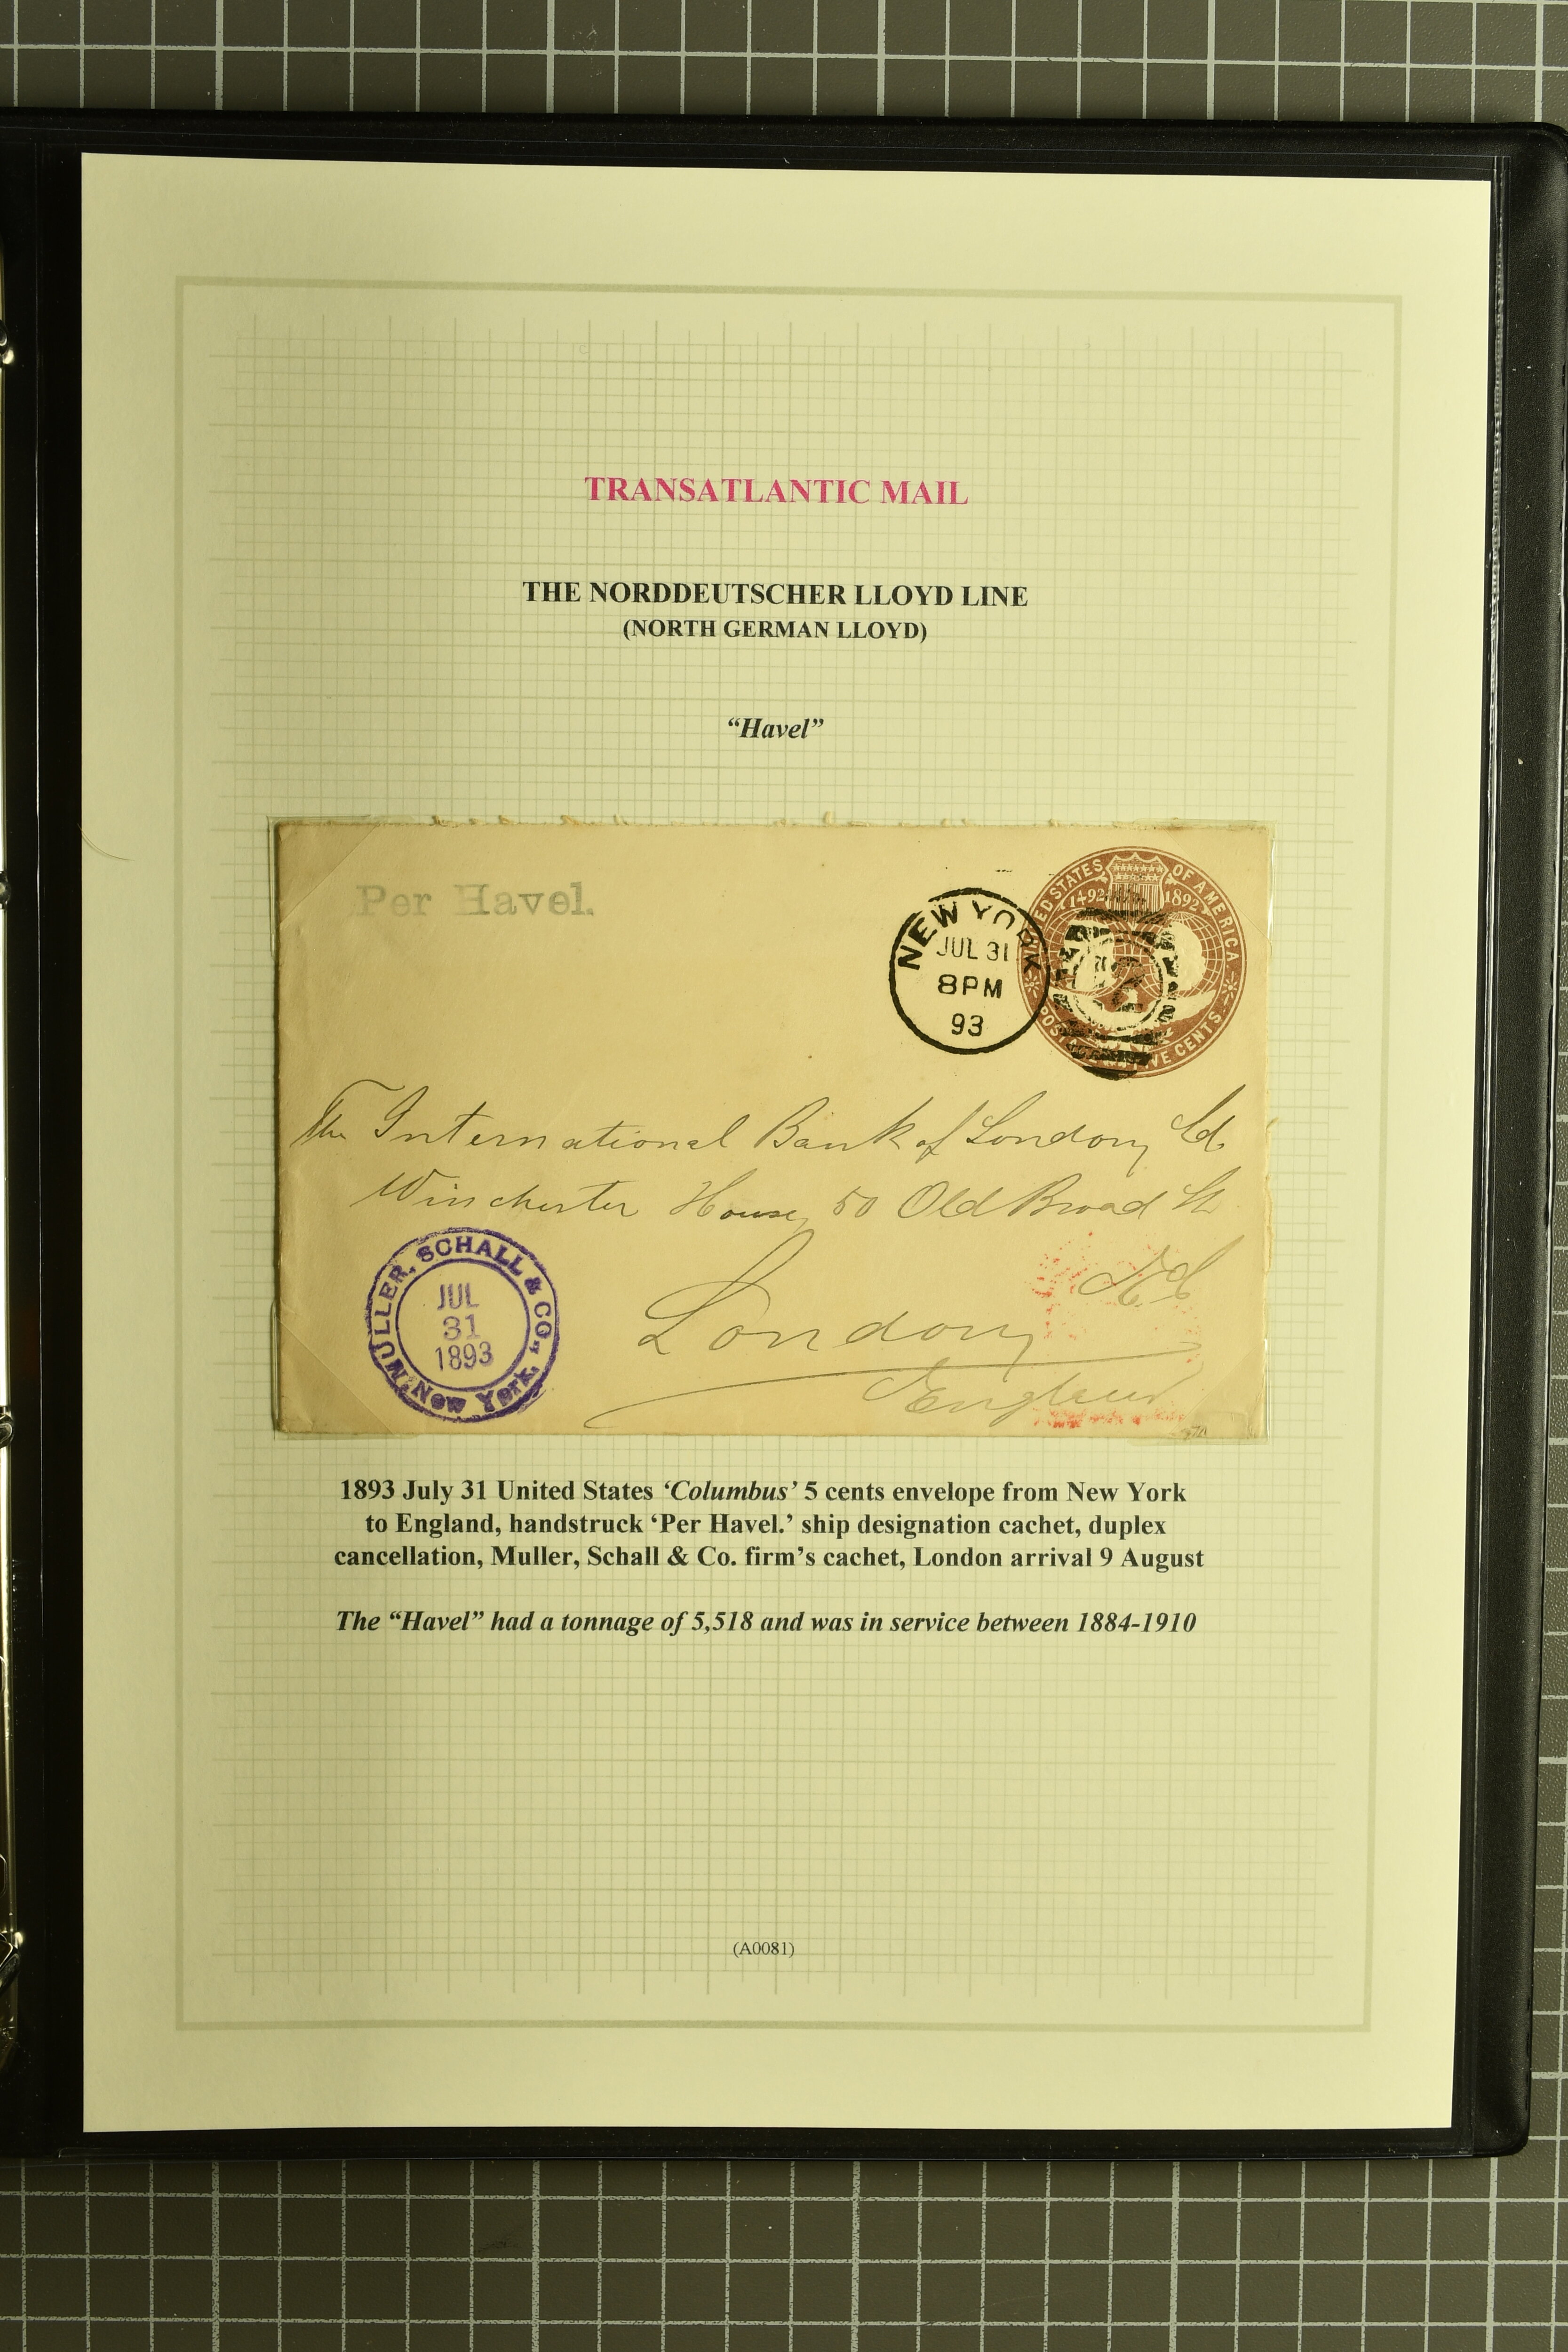 TRANSATLANTIC MAIL
THE NORDDEUTSCHER LLOYD LINE
(NORTH GERMAN LLOYD)
“Havel”
Per Havel.
NEW YORK
JUL 31
8PM
93
UNITED STATES OF AMERICA
1492 1892
POSTAGE FIVE CENTS
2
The International Bank of London, Ld.
Winchester House, 50 Old Broad St
E.C.
London
England
MULLER, SCHALL & CO.,
JUL
31
1893
New York.
1893 July 31 United States ‘Columbus’ 5 cents envelope from New York
to England, handstruck ‘Per Havel.’ ship designation cachet, duplex
cancellation, Muller, Schall & Co. firm’s cachet, London arrival 9 August
The “Havel” had a tonnage of 5,518 and was in service between 1884-1910
(A0081)